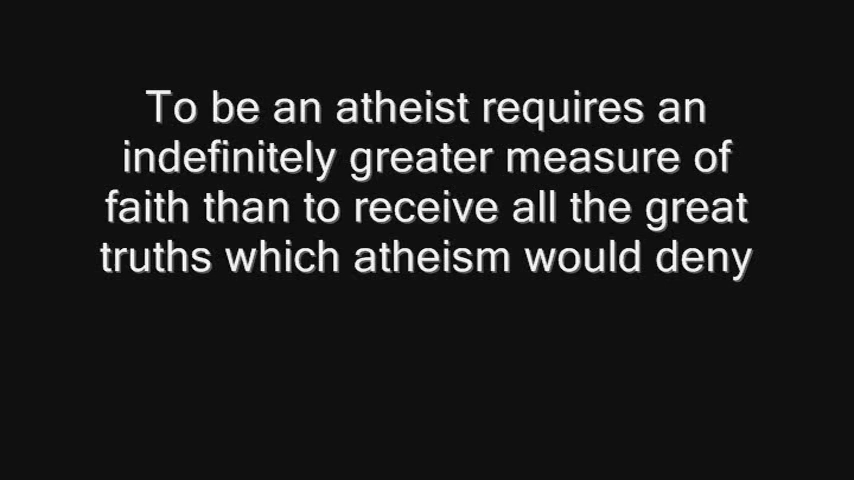 To be an atheist requires an
indefinitely greater measure of
faith than to receive all the great
truths which atheism would deny